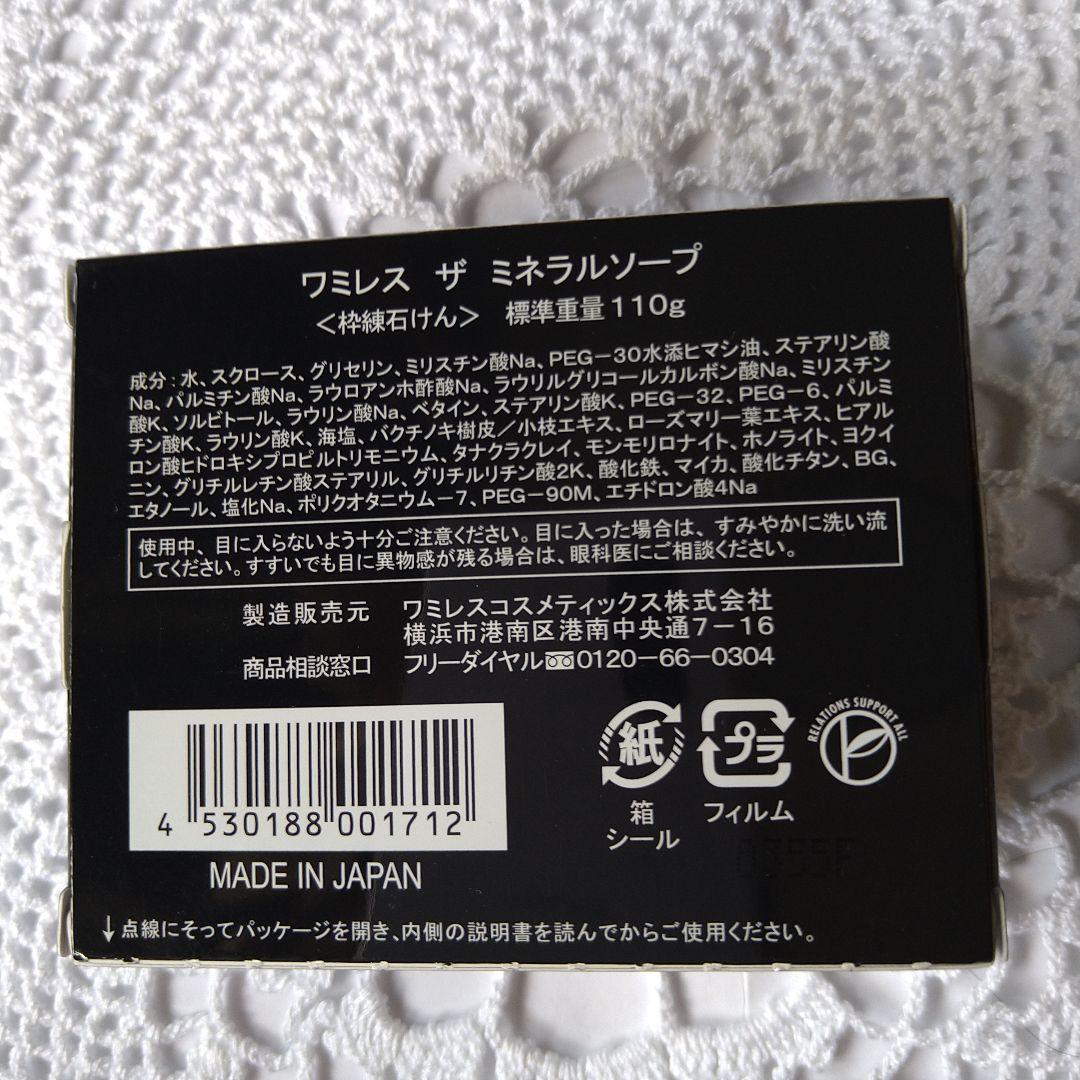 ワミレス ザ ミネラルソープ
＜枠練石けん＞ 標準重量110g
成分：水、スクロース、グリセリン、ミリスチン酸Na、PEG－30水添ヒマシ油、ステアリン酸
Na、パルミチン酸Na、ラウロアンホ酢酸Na、ラウリルグリコールカルボン酸Na、ミリスチン
酸K、ソルビトール、ラウリン酸Na、ベタイン、ステアリン酸K、PEG－32、PEG－6、パルミ
チン酸K、ラウリン酸K、海塩、バクチノキ樹皮／小枝エキス、ローズマリー葉エキス、ヒアル
ロン酸ヒドロキシプロピルトリモニウム、タナクラクレイ、モンモリロナイト、ホノライト、ヨクイ
ニン、グリチルレチン酸ステアリル、グリチルリチン酸2K、酸化鉄、マイカ、酸化チタン、BG、
エタノール、塩化Na、ポリクオタニウム－7、PEG－90M、エチドロン酸4Na
使用中、目に入らないよう十分ご注意ください。目に入った場合は、すみやかに洗い流
してください。すすいでも目に異物感が残る場合は、眼科医にご相談ください。
製造販売元 ワミレスコスメティックス株式会社
横浜市港南区港南中央通7－16
商品相談窓口 フリーダイヤル0120－66－0304
RELATIONS SUPPORT ALL
紙 プラ
箱 フィルム
シール
4 530188 001712
0355F
MADE IN JAPAN
↓点線にそってパッケージを開き、内側の説明書を読んでからご使用ください。